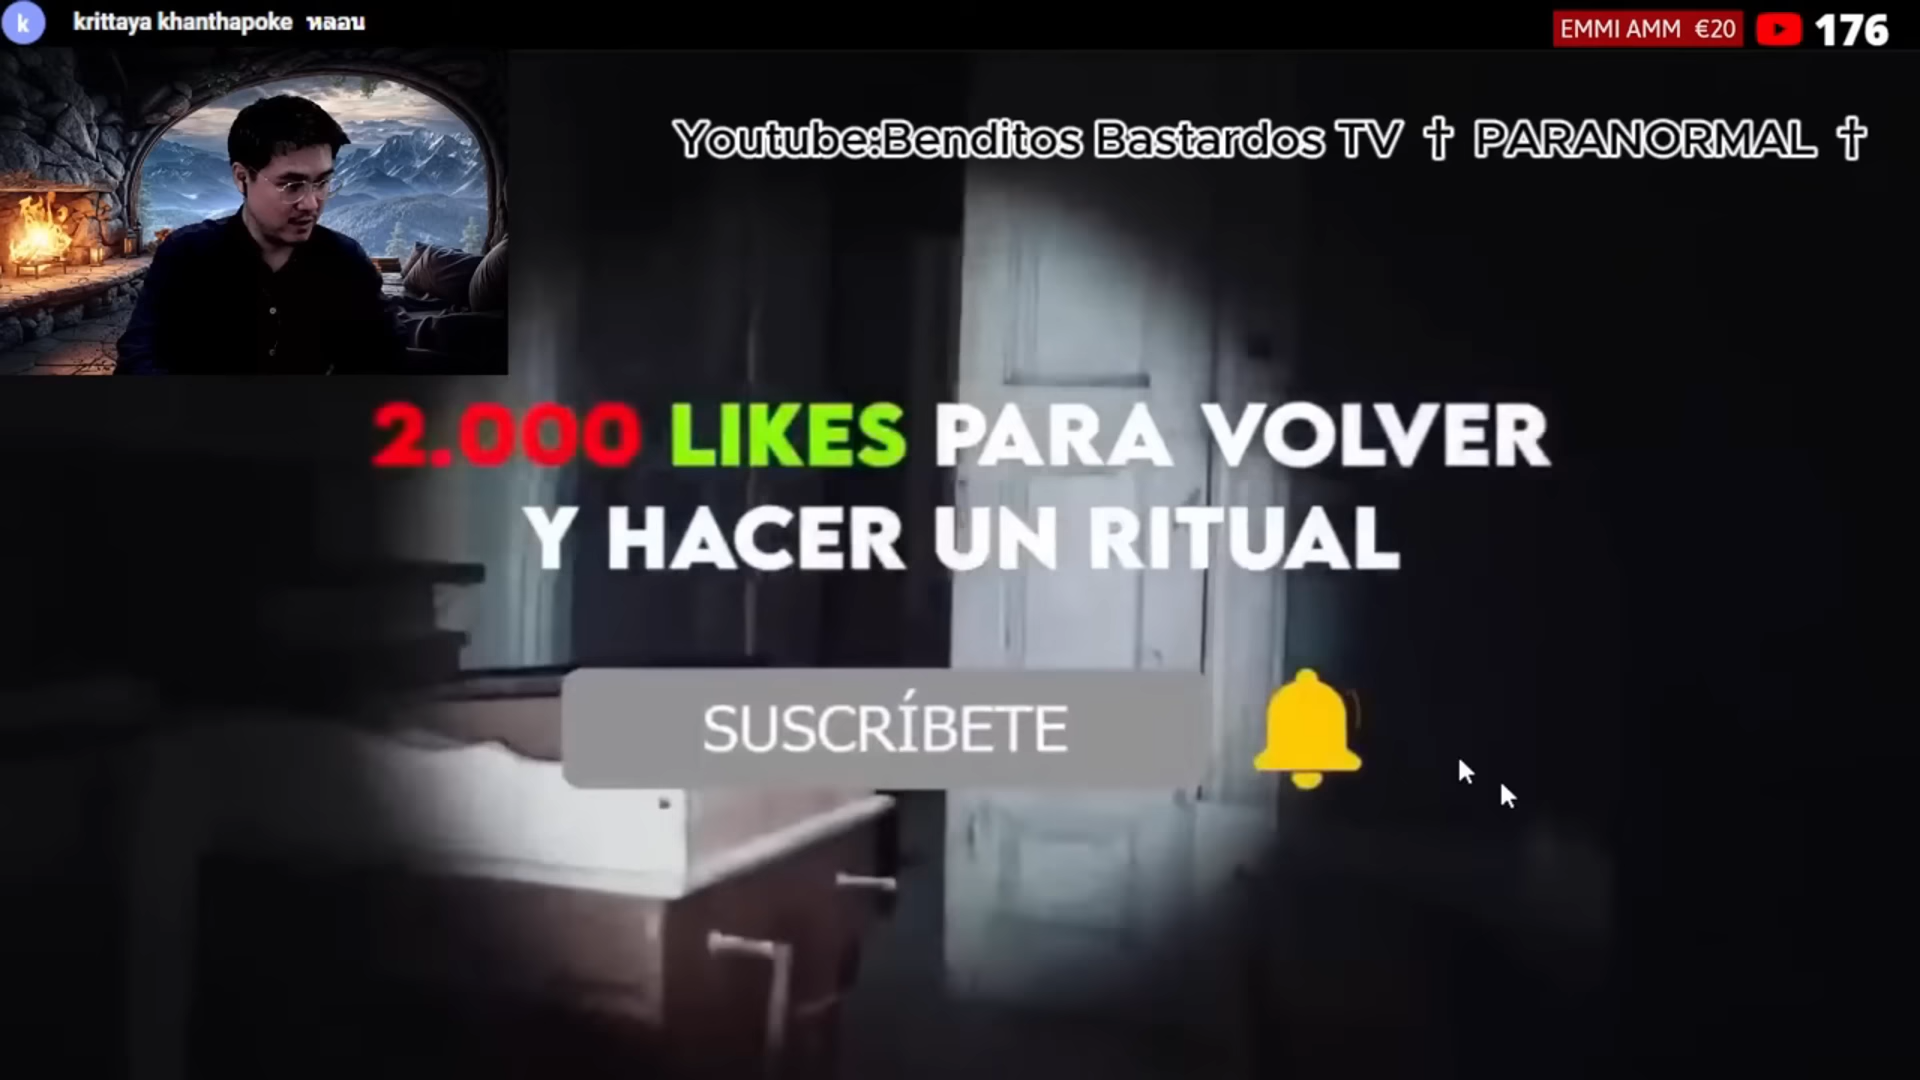 k krittaya khanthapoke หลอน
EMMI AMM €20 176
Youtube:Benditos Bastardos TV ✝ PARANORMAL ✝
2.000 LIKES PARA VOLVER
Y HACER UN RITUAL
SUSCRÍBETE